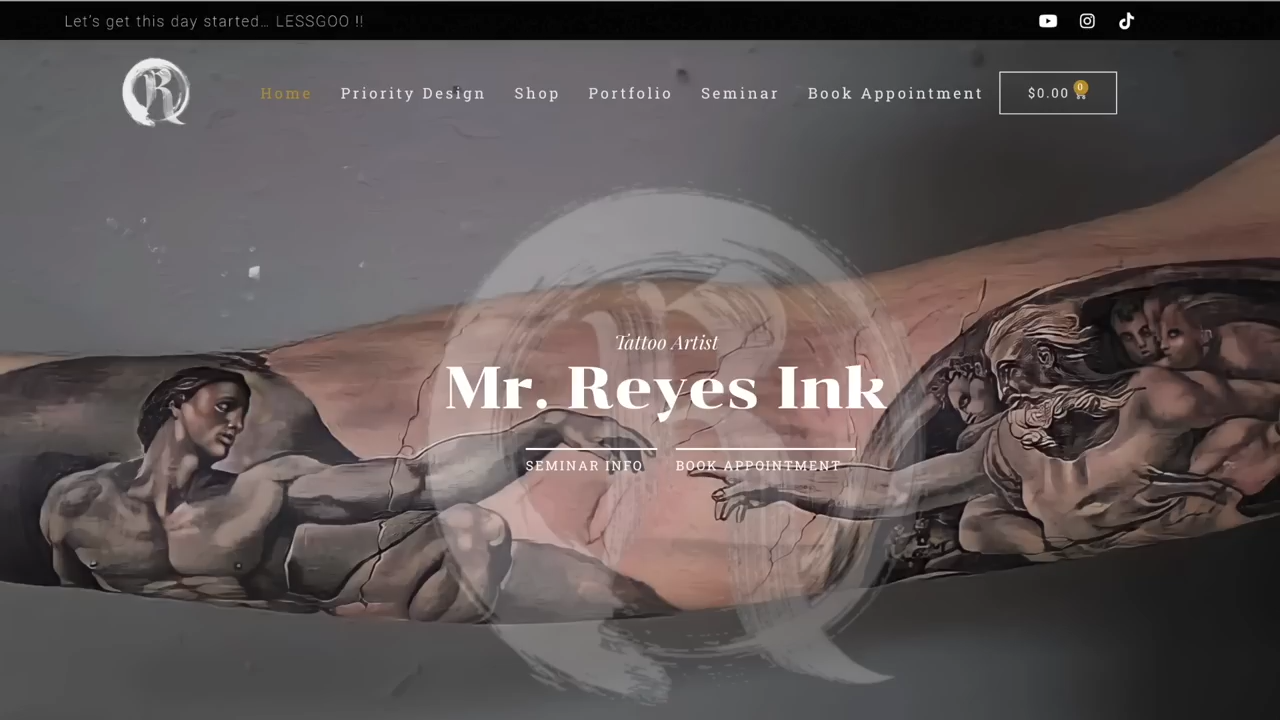 Let's get this day started... LESSGOO !!
R
Home Priority Design Shop Portfolio Seminar Book Appointment $0.00 0
R
Tattoo Artist
Mr. Reyes Ink
SEMINAR INFO BOOK APPOINTMENT